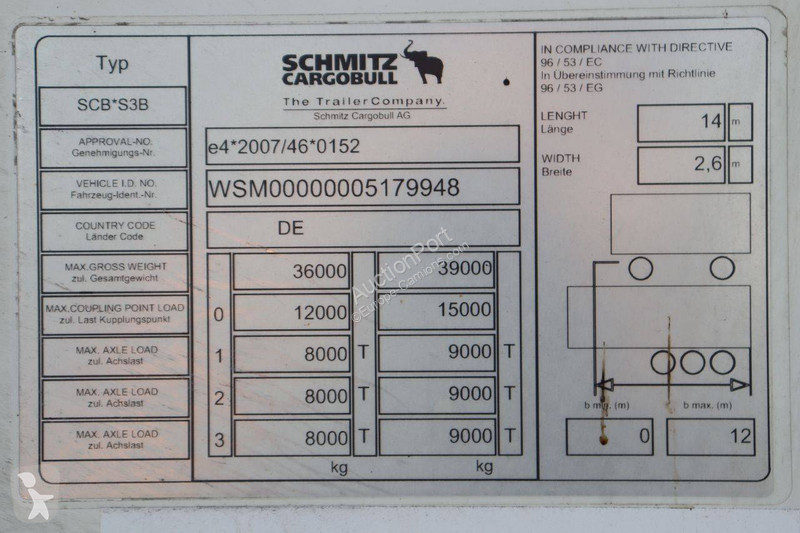 Typ
SCB*S3B
SCHMITZ
CARGOBULL
The Trailer Company.
Schmitz Cargobull AG
IN COMPLIANCE WITH DIRECTIVE
96 / 53 / EC
In Übereinstimmung mit Richtlinie
96 / 53 / EG
LENGHT
Länge
14 m
WIDTH
Breite
2,6 m
APPROVAL-NO.
Genehmigungs-Nr.
e4*2007/46*0152
VEHICLE I.D. NO.
Fahrzeug-Ident.-Nr.
WSM00000005179948
COUNTRY CODE
Länder Code
DE
MAX.GROSS WEIGHT
zul. Gesamtgewicht
36000 39000
MAX.COUPLING POINT LOAD
zul. Last Kupplungspunkt
0 12000 15000
MAX. AXLE LOAD
zul. Achslast
1 8000 T 9000 T
MAX. AXLE LOAD
zul. Achslast
2 8000 T 9000 T
MAX. AXLE LOAD
zul. Achslast
3 8000 T 9000 T
kg kg
b min. (m) b max. (m)
0 12
AuctionPort
©Europe-Camions.com